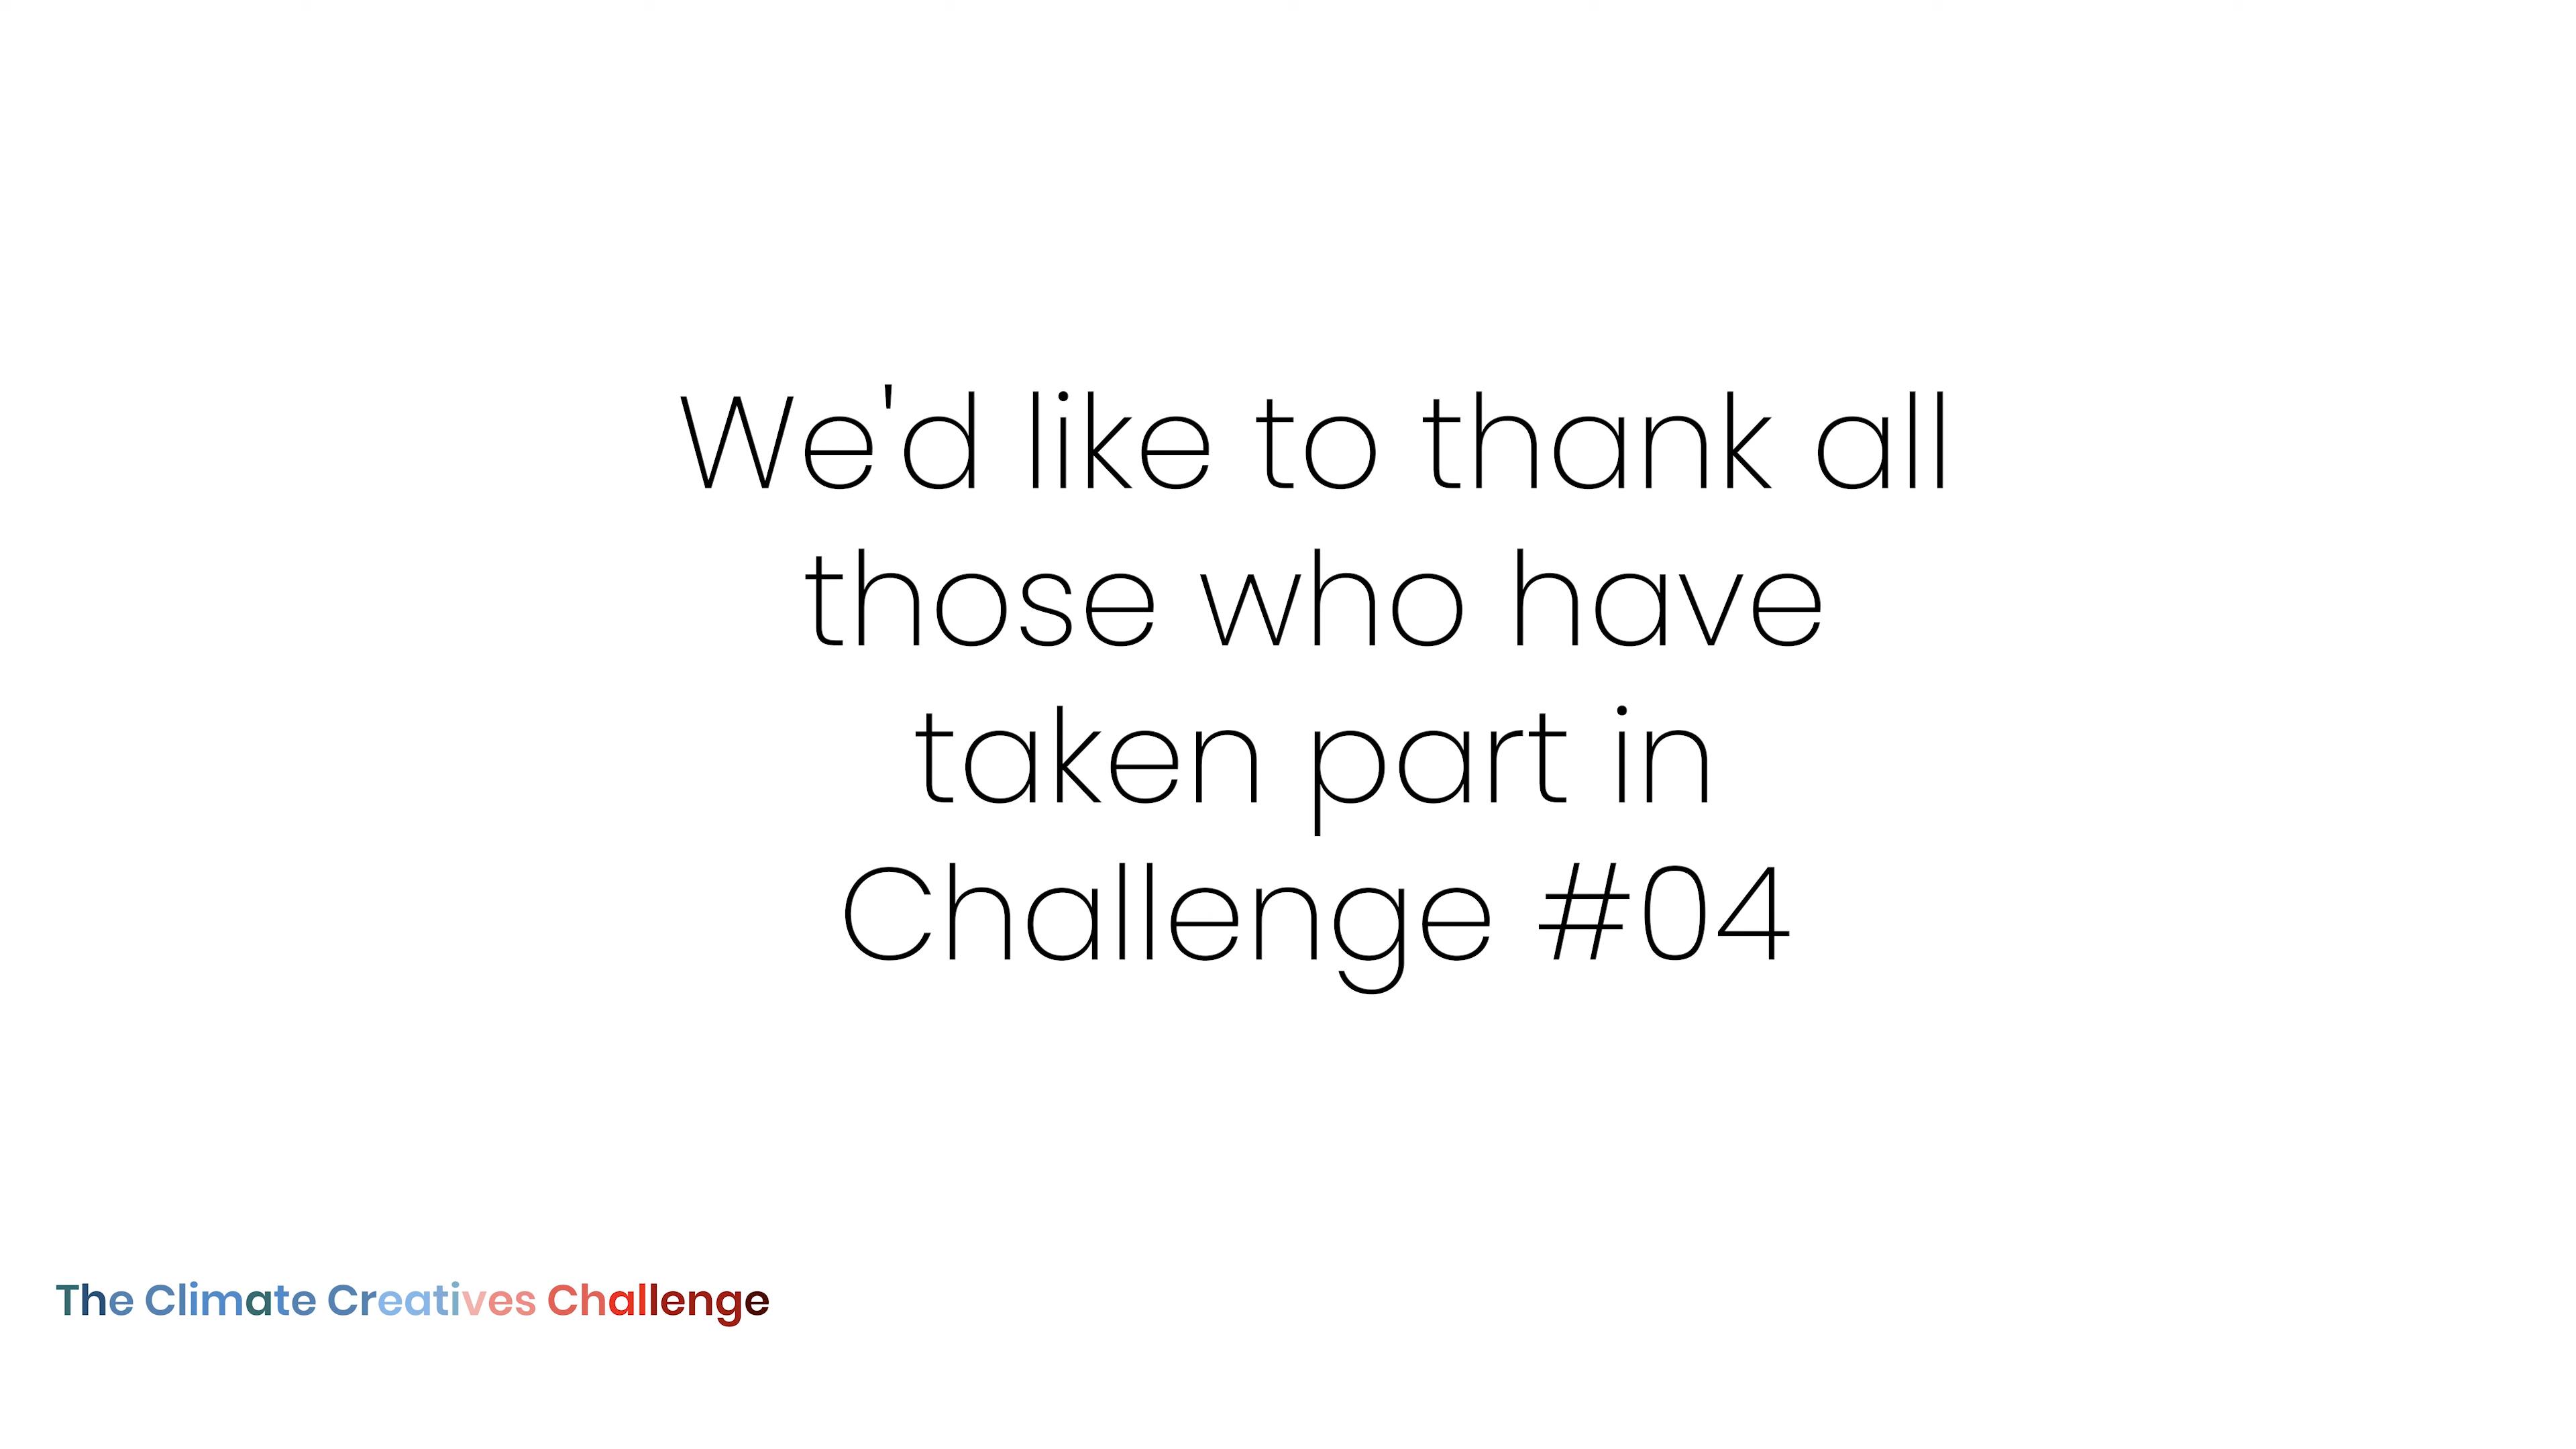 We'd like to thank all
those who have
taken part in
Challenge #04
The Climate Creatives Challenge